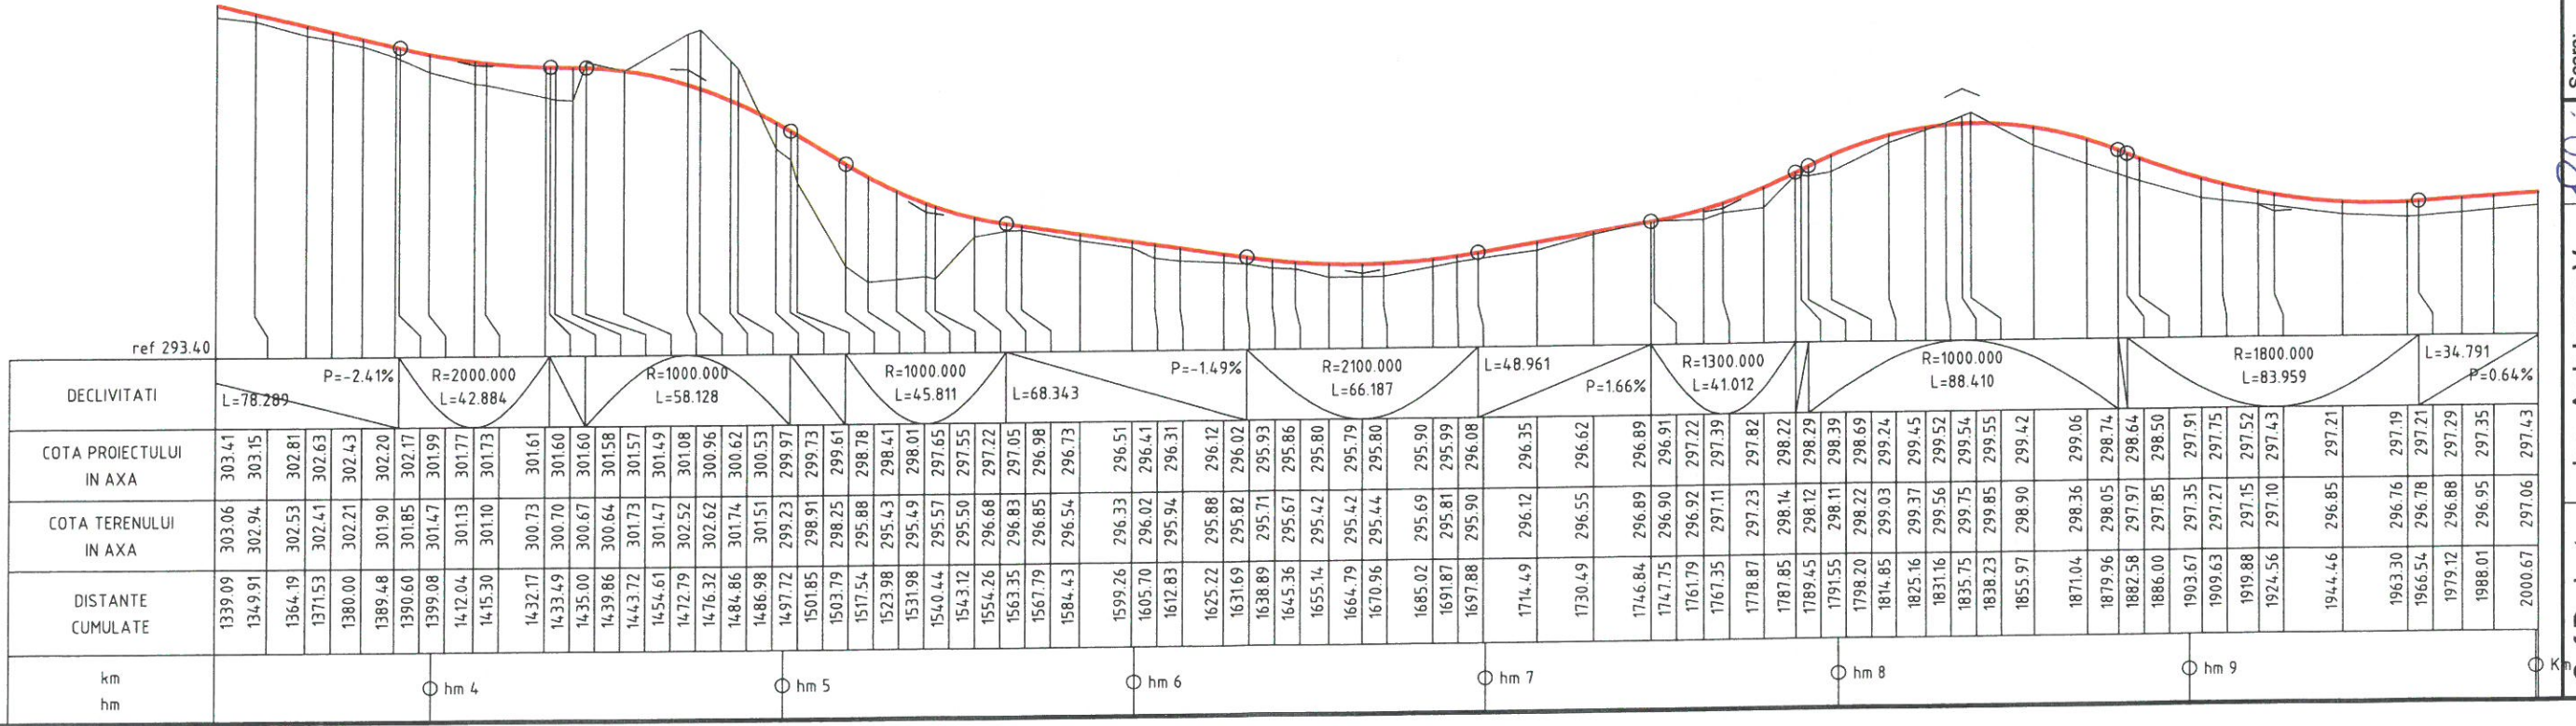 ref 293.40
DECLIVITATI
L=78.289 P=-2.41% R=2000.000 L=42.884 R=1000.000 L=58.128 R=1000.000 L=45.811 L=68.343 P=-1.49% R=2100.000 L=66.187 L=48.961 P=1.66% R=1300.000 L=41.012 R=1000.000 L=88.410 R=1800.000 L=83.959 L=34.791 P=0.64%
COTA PROIECTULUI
IN AXA
303.41 303.15 302.81 302.63 302.43 302.20 302.17 301.99 301.77 301.73 301.61 301.60 301.60 301.58 301.57 301.49 301.08 300.96 300.62 300.53 299.97 299.73 299.61 298.78 298.41 298.01 297.65 297.55 297.22 297.05 296.98 296.73 296.51 296.41 296.31 296.12 296.02 295.93 295.86 295.80 295.79 295.80 295.90 295.99 296.08 296.35 296.62 296.89 296.91 297.22 297.39 297.82 298.22 298.29 298.39 298.69 299.24 299.45 299.52 299.54 299.55 299.42 299.06 298.74 298.64 298.50 297.91 297.75 297.52 297.43 297.21 297.19 297.21 297.29 297.35 297.43
COTA TERENULUI
IN AXA
303.06 302.94 302.53 302.41 302.21 301.90 301.85 301.47 301.13 301.10 300.73 300.70 300.67 300.64 301.73 301.47 302.52 302.62 301.74 301.51 299.23 298.91 298.25 295.88 295.43 295.49 295.57 295.50 296.68 296.83 296.85 296.54 296.33 296.02 295.94 295.88 295.82 295.71 295.67 295.42 295.42 295.44 295.69 295.81 295.90 296.12 296.55 296.89 296.90 296.92 297.11 297.23 298.14 298.12 298.11 298.22 299.03 299.37 299.56 299.75 299.85 298.90 298.36 298.05 297.97 297.85 297.35 297.27 297.15 297.10 296.85 296.76 296.78 296.88 296.95 297.06
DISTANTE
CUMULATE
1339.09 1349.91 1364.19 1371.53 1380.00 1389.48 1390.60 1399.08 1412.04 1415.30 1432.17 1433.49 1435.00 1439.86 1443.72 1454.61 1472.79 1476.32 1484.86 1486.98 1497.72 1501.85 1503.79 1517.54 1523.98 1531.98 1540.44 1543.12 1554.26 1563.35 1567.79 1584.43 1599.26 1605.70 1612.83 1625.22 1631.69 1638.89 1645.36 1655.14 1664.79 1670.96 1685.02 1691.87 1697.88 1714.49 1730.49 1746.84 1747.75 1761.79 1767.35 1778.87 1787.85 1789.45 1791.55 1798.20 1814.85 1825.16 1831.16 1835.75 1838.23 1855.97 1871.04 1879.96 1882.58 1886.00 1903.67 1909.63 1919.88 1924.56 1944.46 1963.30 1966.54 1979.12 1988.01 2000.67
km
hm
hm 4 hm 5 hm 6 hm 7 hm 8 hm 9